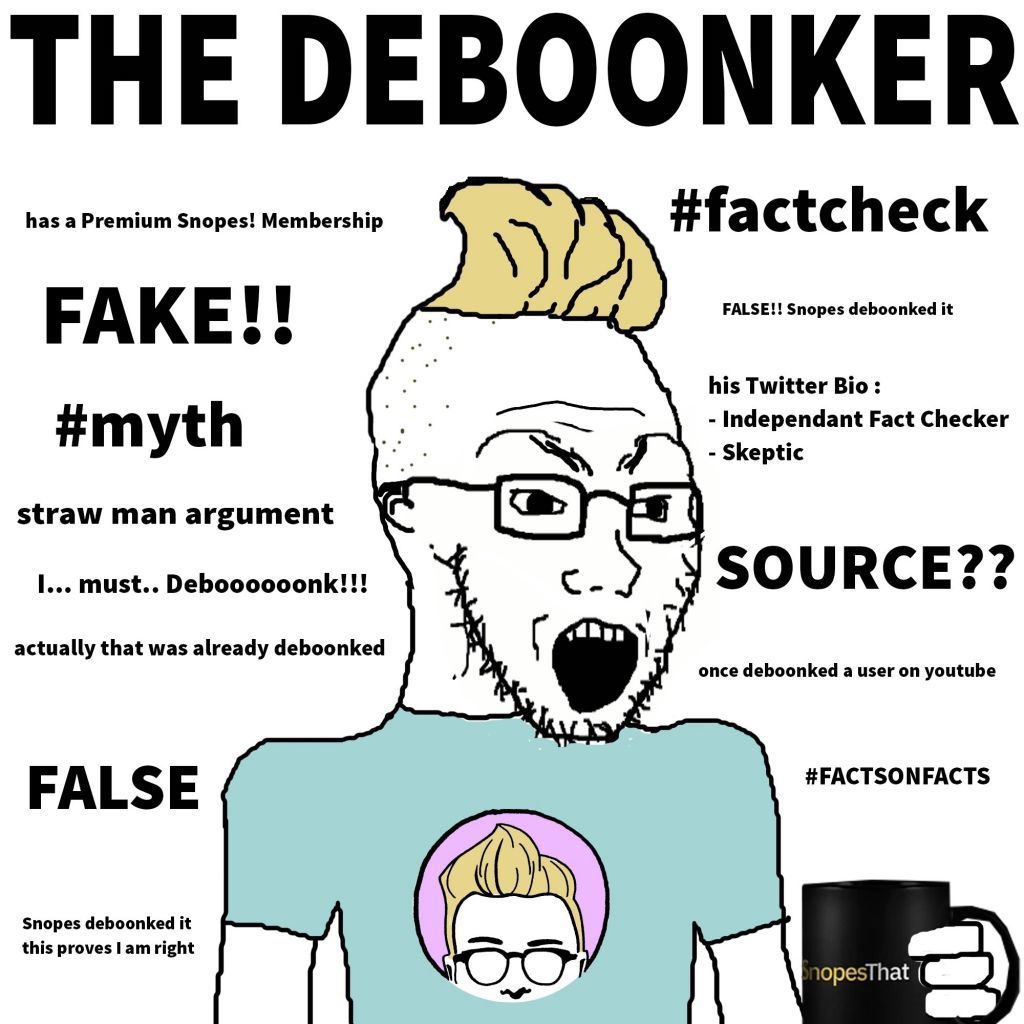 THE DEBOONKER
has a Premium Snopes! Membership
#factcheck
FAKE!!
FALSE!! Snopes deboonked it
#myth
his Twitter Bio :
- Independant Fact Checker
- Skeptic
straw man argument
SOURCE??
I... must.. Deboooooonk!!!
actually that was already deboonked
once deboonked a user on youtube
FALSE
#FACTSONFACTS
Snopes deboonked it
this proves I am right
SnopesThat